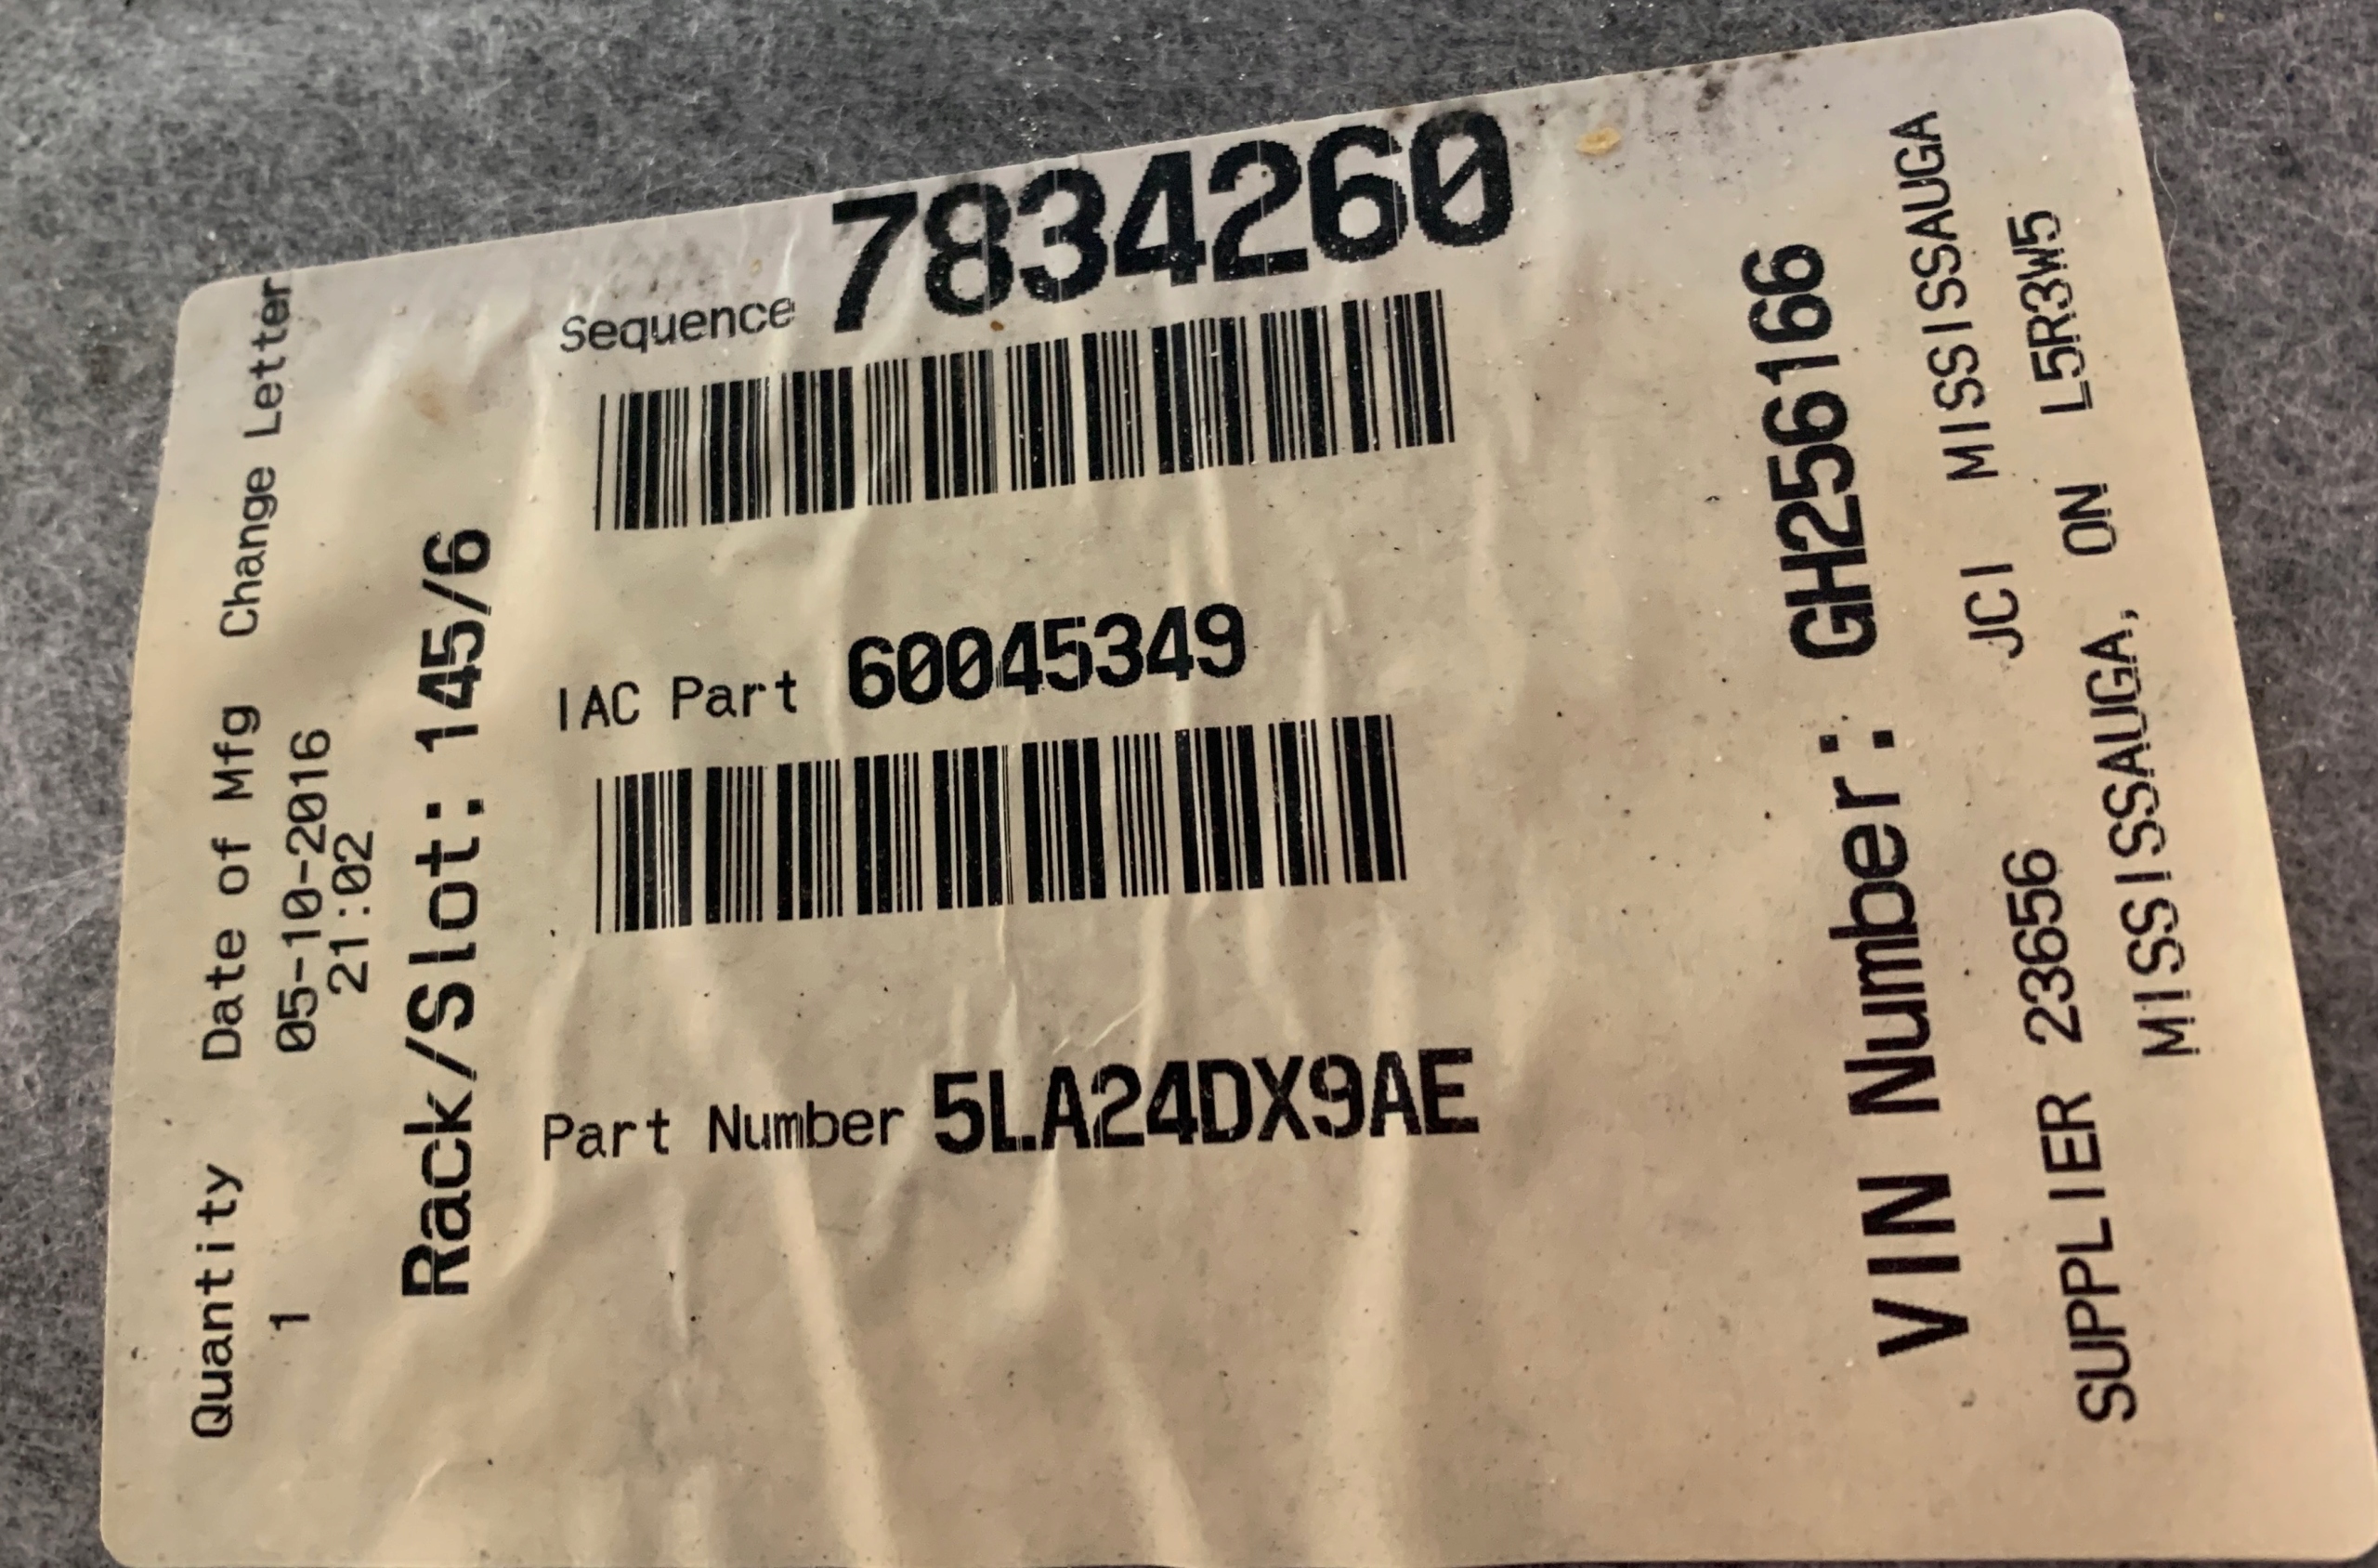 Sequence 7834260
IAC Part 60045349
Part Number 5LA24DX9AE
Quantity Date of Mfg Change Letter
1 05-10-2016
21:02
Rack/Slot: 145/6
VIN Number: GH256166
JCI MISSISSAUGA
SUPPLIER 23656
MISSISSAUGA, ON L5R3W5